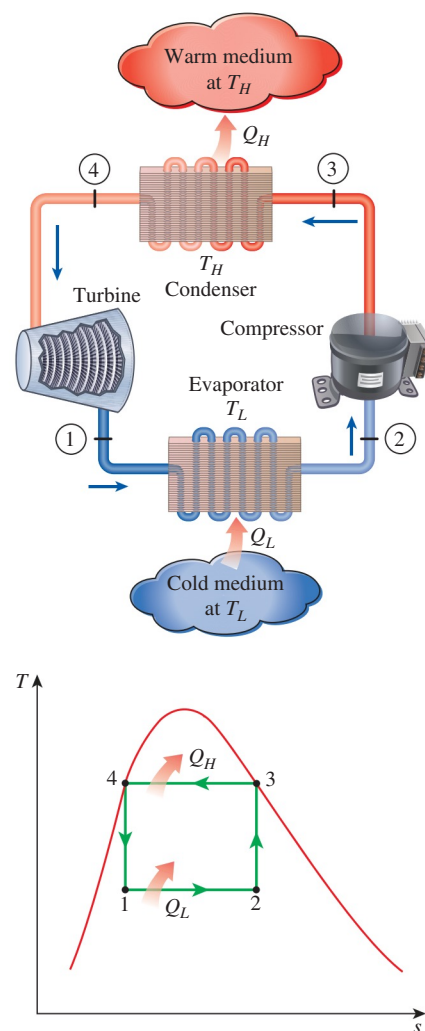 Warm medium
at T_H
Q_H
4
3
T_H
Condenser
Turbine
Compressor
Evaporator
T_L
1
2
Q_L
Cold medium
at T_L
T
4
Q_H
3
1
Q_L
2
s